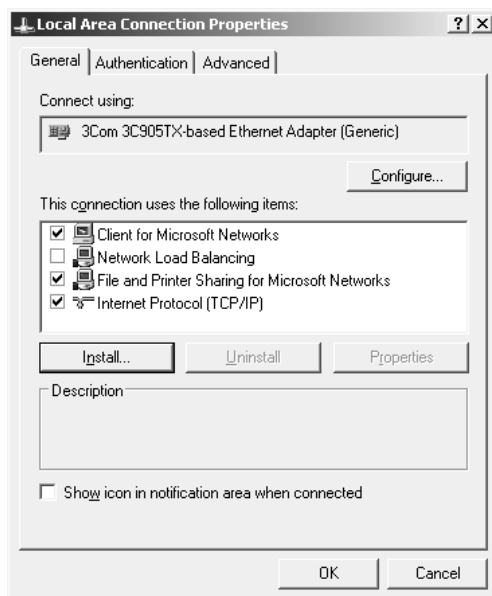 Local Area Connection Properties
General Authentication Advanced
Connect using:
3Com 3C905TX-based Ethernet Adapter (Generic)
Configure...
This connection uses the following items:
Client for Microsoft Networks
Network Load Balancing
File and Printer Sharing for Microsoft Networks
Internet Protocol (TCP/IP)
Install... Uninstall Properties
Description
Show icon in notification area when connected
OK Cancel